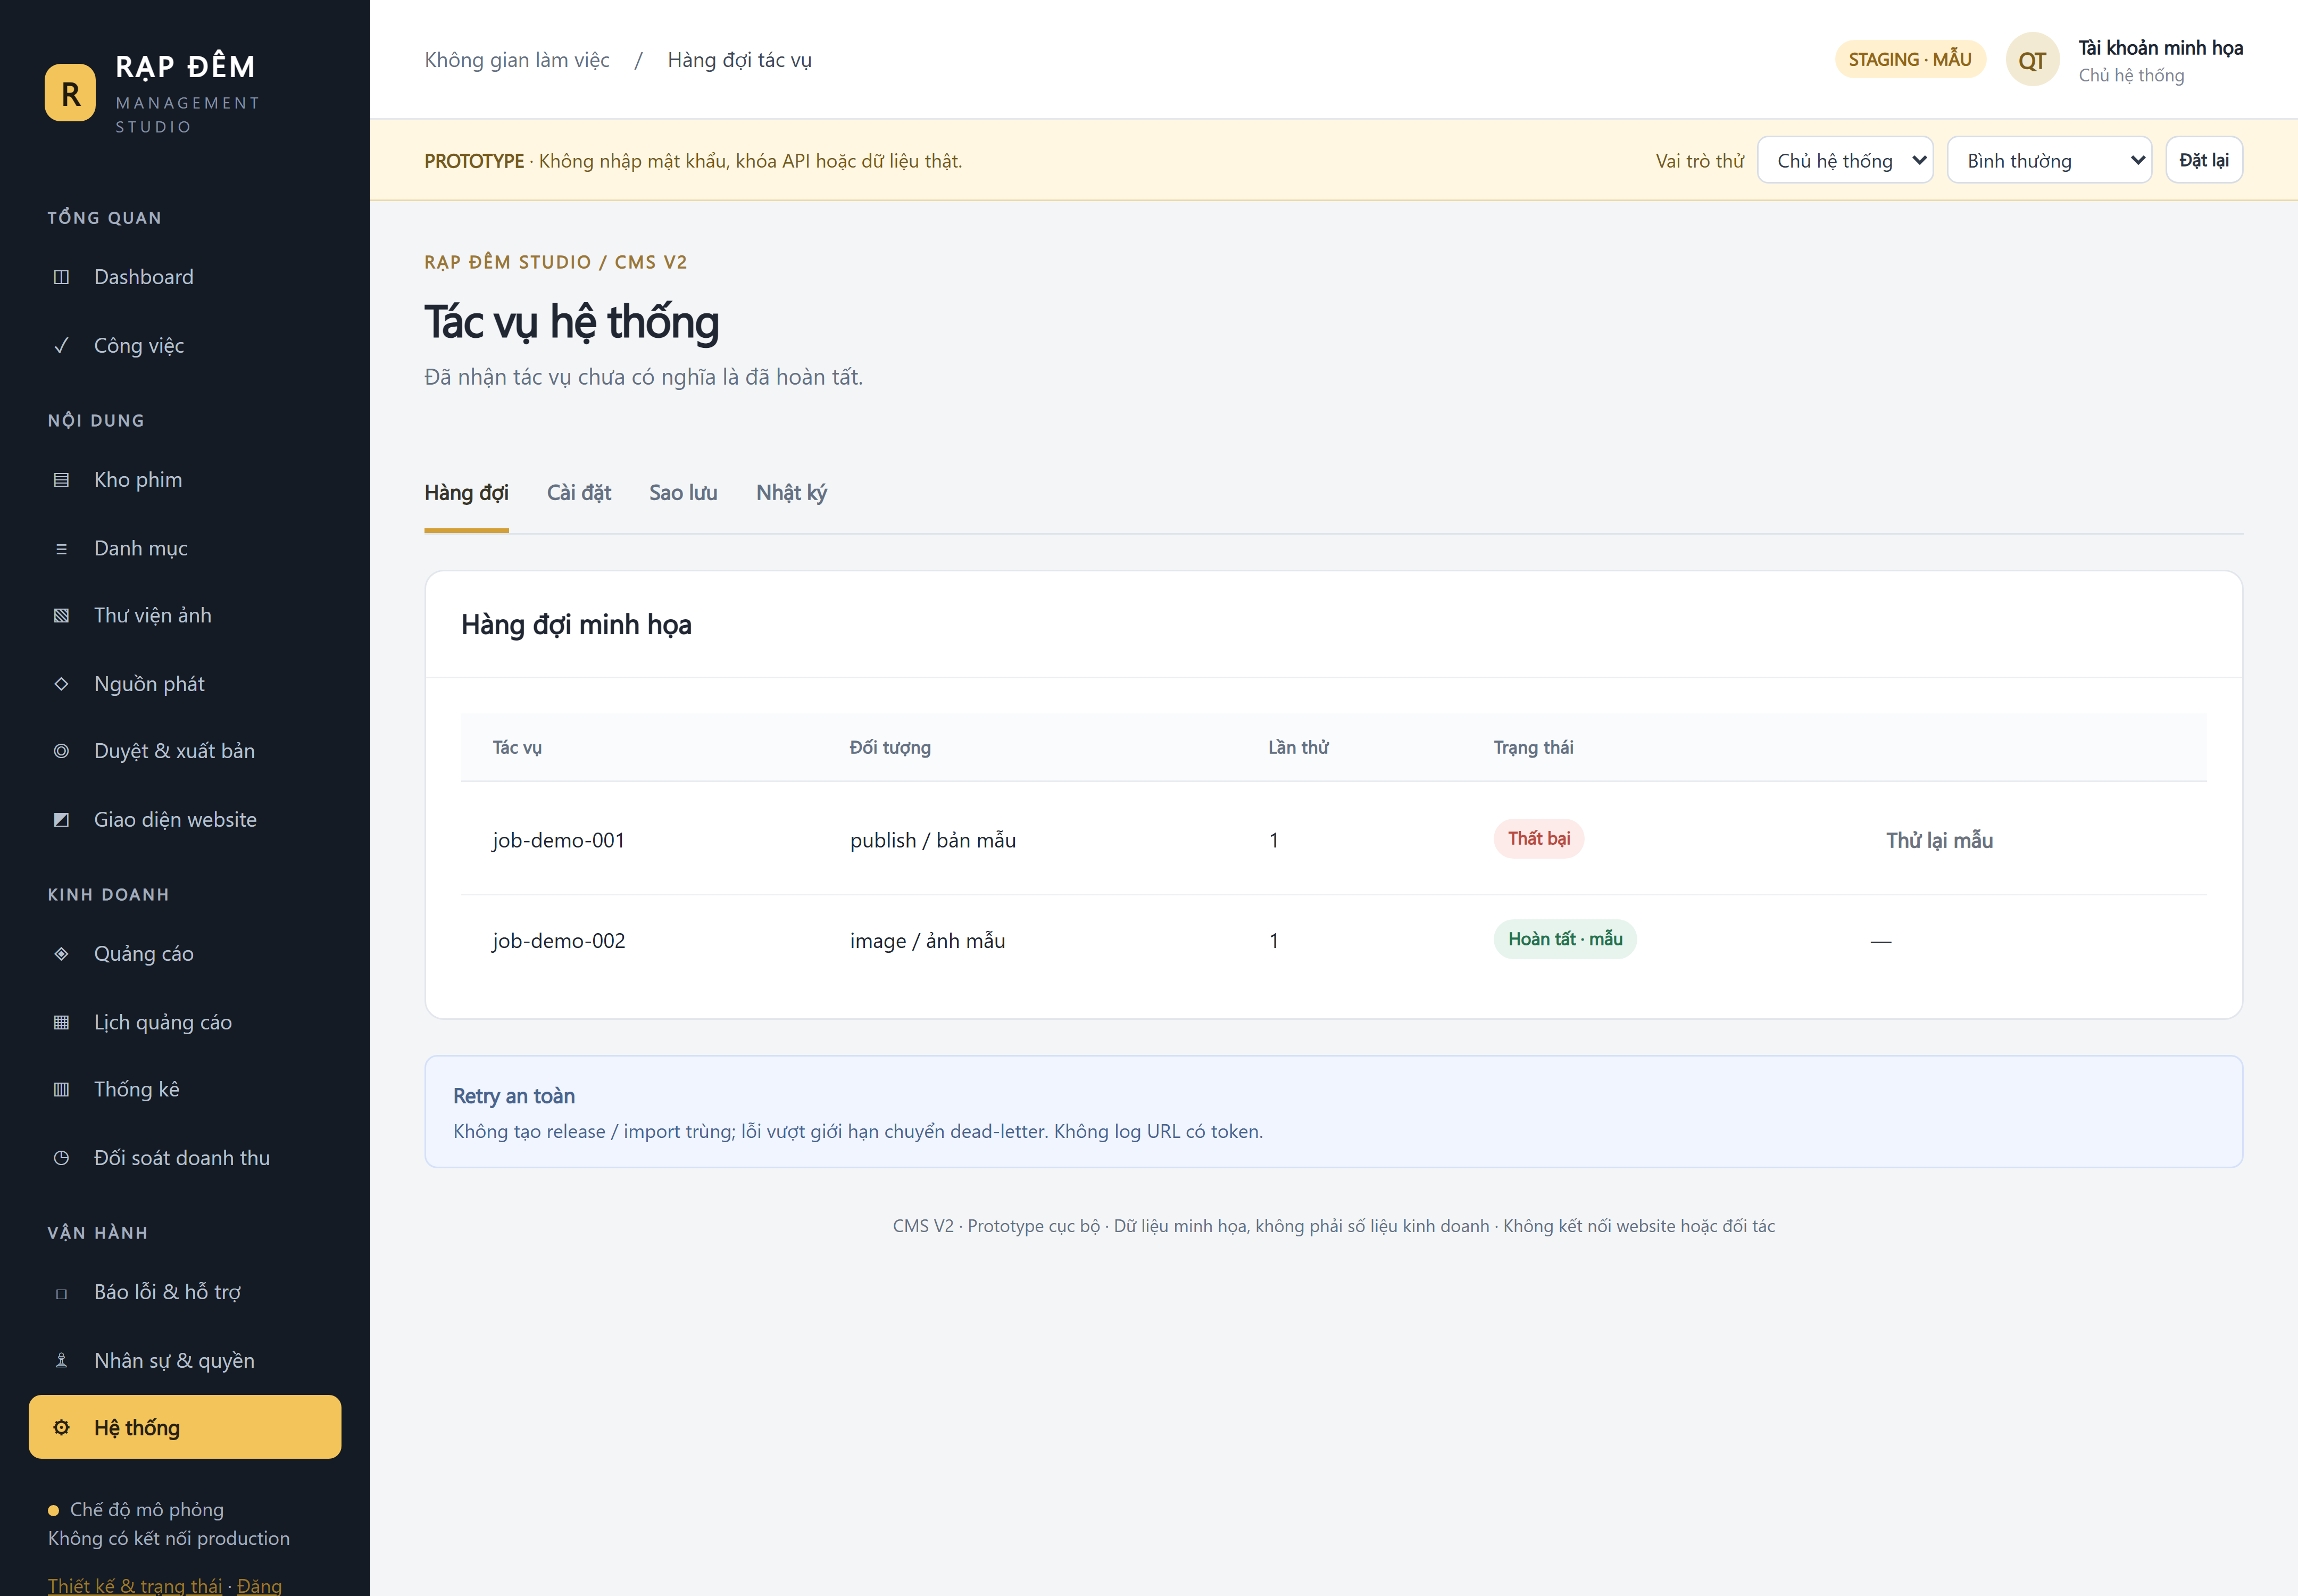 R
RẠP ĐÊM
MANAGEMENT
STUDIO
TỔNG QUAN
Dashboard
Công việc
NỘI DUNG
Kho phim
Danh mục
Thư viện ảnh
Nguồn phát
Duyệt & xuất bản
Giao diện website
KINH DOANH
Quảng cáo
Lịch quảng cáo
Thống kê
Đối soát doanh thu
VẬN HÀNH
Báo lỗi & hỗ trợ
Nhân sự & quyền
Hệ thống
Chế độ mô phỏng
Không có kết nối production
Thiết kế & trạng thái · Đăng
Không gian làm việc / Hàng đợi tác vụ
STAGING · MẪU
QT
Tài khoản minh họa
Chủ hệ thống
PROTOTYPE · Không nhập mật khẩu, khóa API hoặc dữ liệu thật.
Vai trò thử Chủ hệ thống Bình thường Đặt lại
RẠP ĐÊM STUDIO / CMS V2
Tác vụ hệ thống
Đã nhận tác vụ chưa có nghĩa là đã hoàn tất.
Hàng đợi Cài đặt Sao lưu Nhật ký
Hàng đợi minh họa
Tác vụ Đối tượng Lần thử Trạng thái
job-demo-001 publish / bản mẫu 1 Thất bại Thử lại mẫu
job-demo-002 image / ảnh mẫu 1 Hoàn tất · mẫu —
Retry an toàn
Không tạo release / import trùng; lỗi vượt giới hạn chuyển dead-letter. Không log URL có token.
CMS V2 · Prototype cục bộ · Dữ liệu minh họa, không phải số liệu kinh doanh · Không kết nối website hoặc đối tác